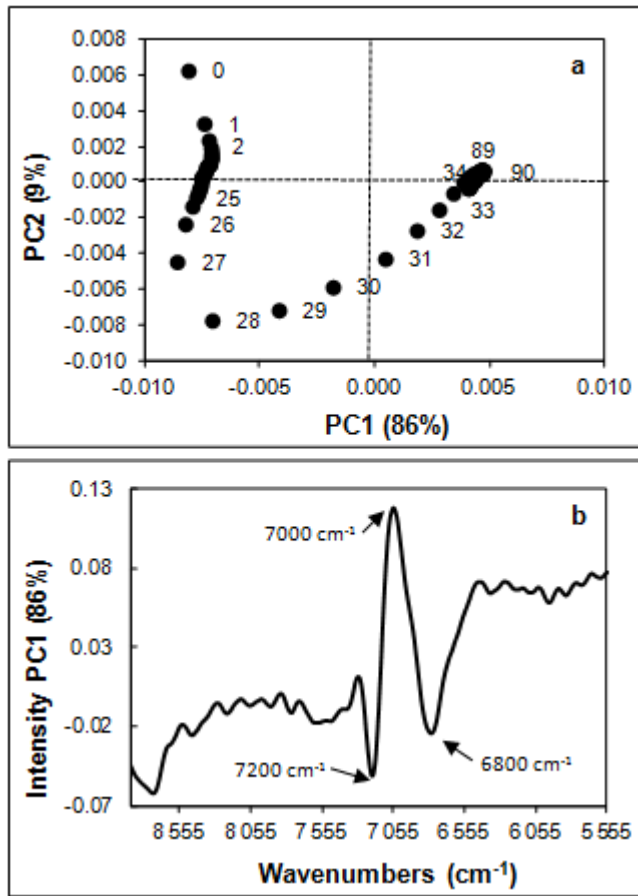 a
0.008
0.006
0.004
0.002
0.000
-0.002
-0.004
-0.006
-0.008
-0.010
PC2 (9%)
0
1
2
25
26
27
28
29
30
31
32
33
34
89
90
-0.010 -0.005 0.000 0.005 0.010
PC1 (86%)
b
0.13
0.08
0.03
-0.02
-0.07
Intensity PC1 (86%)
7000 cm⁻¹
7200 cm⁻¹
6800 cm⁻¹
8 555 8 055 7 555 7 055 6 555 6 055 5 565
Wavenumbers (cm⁻¹)